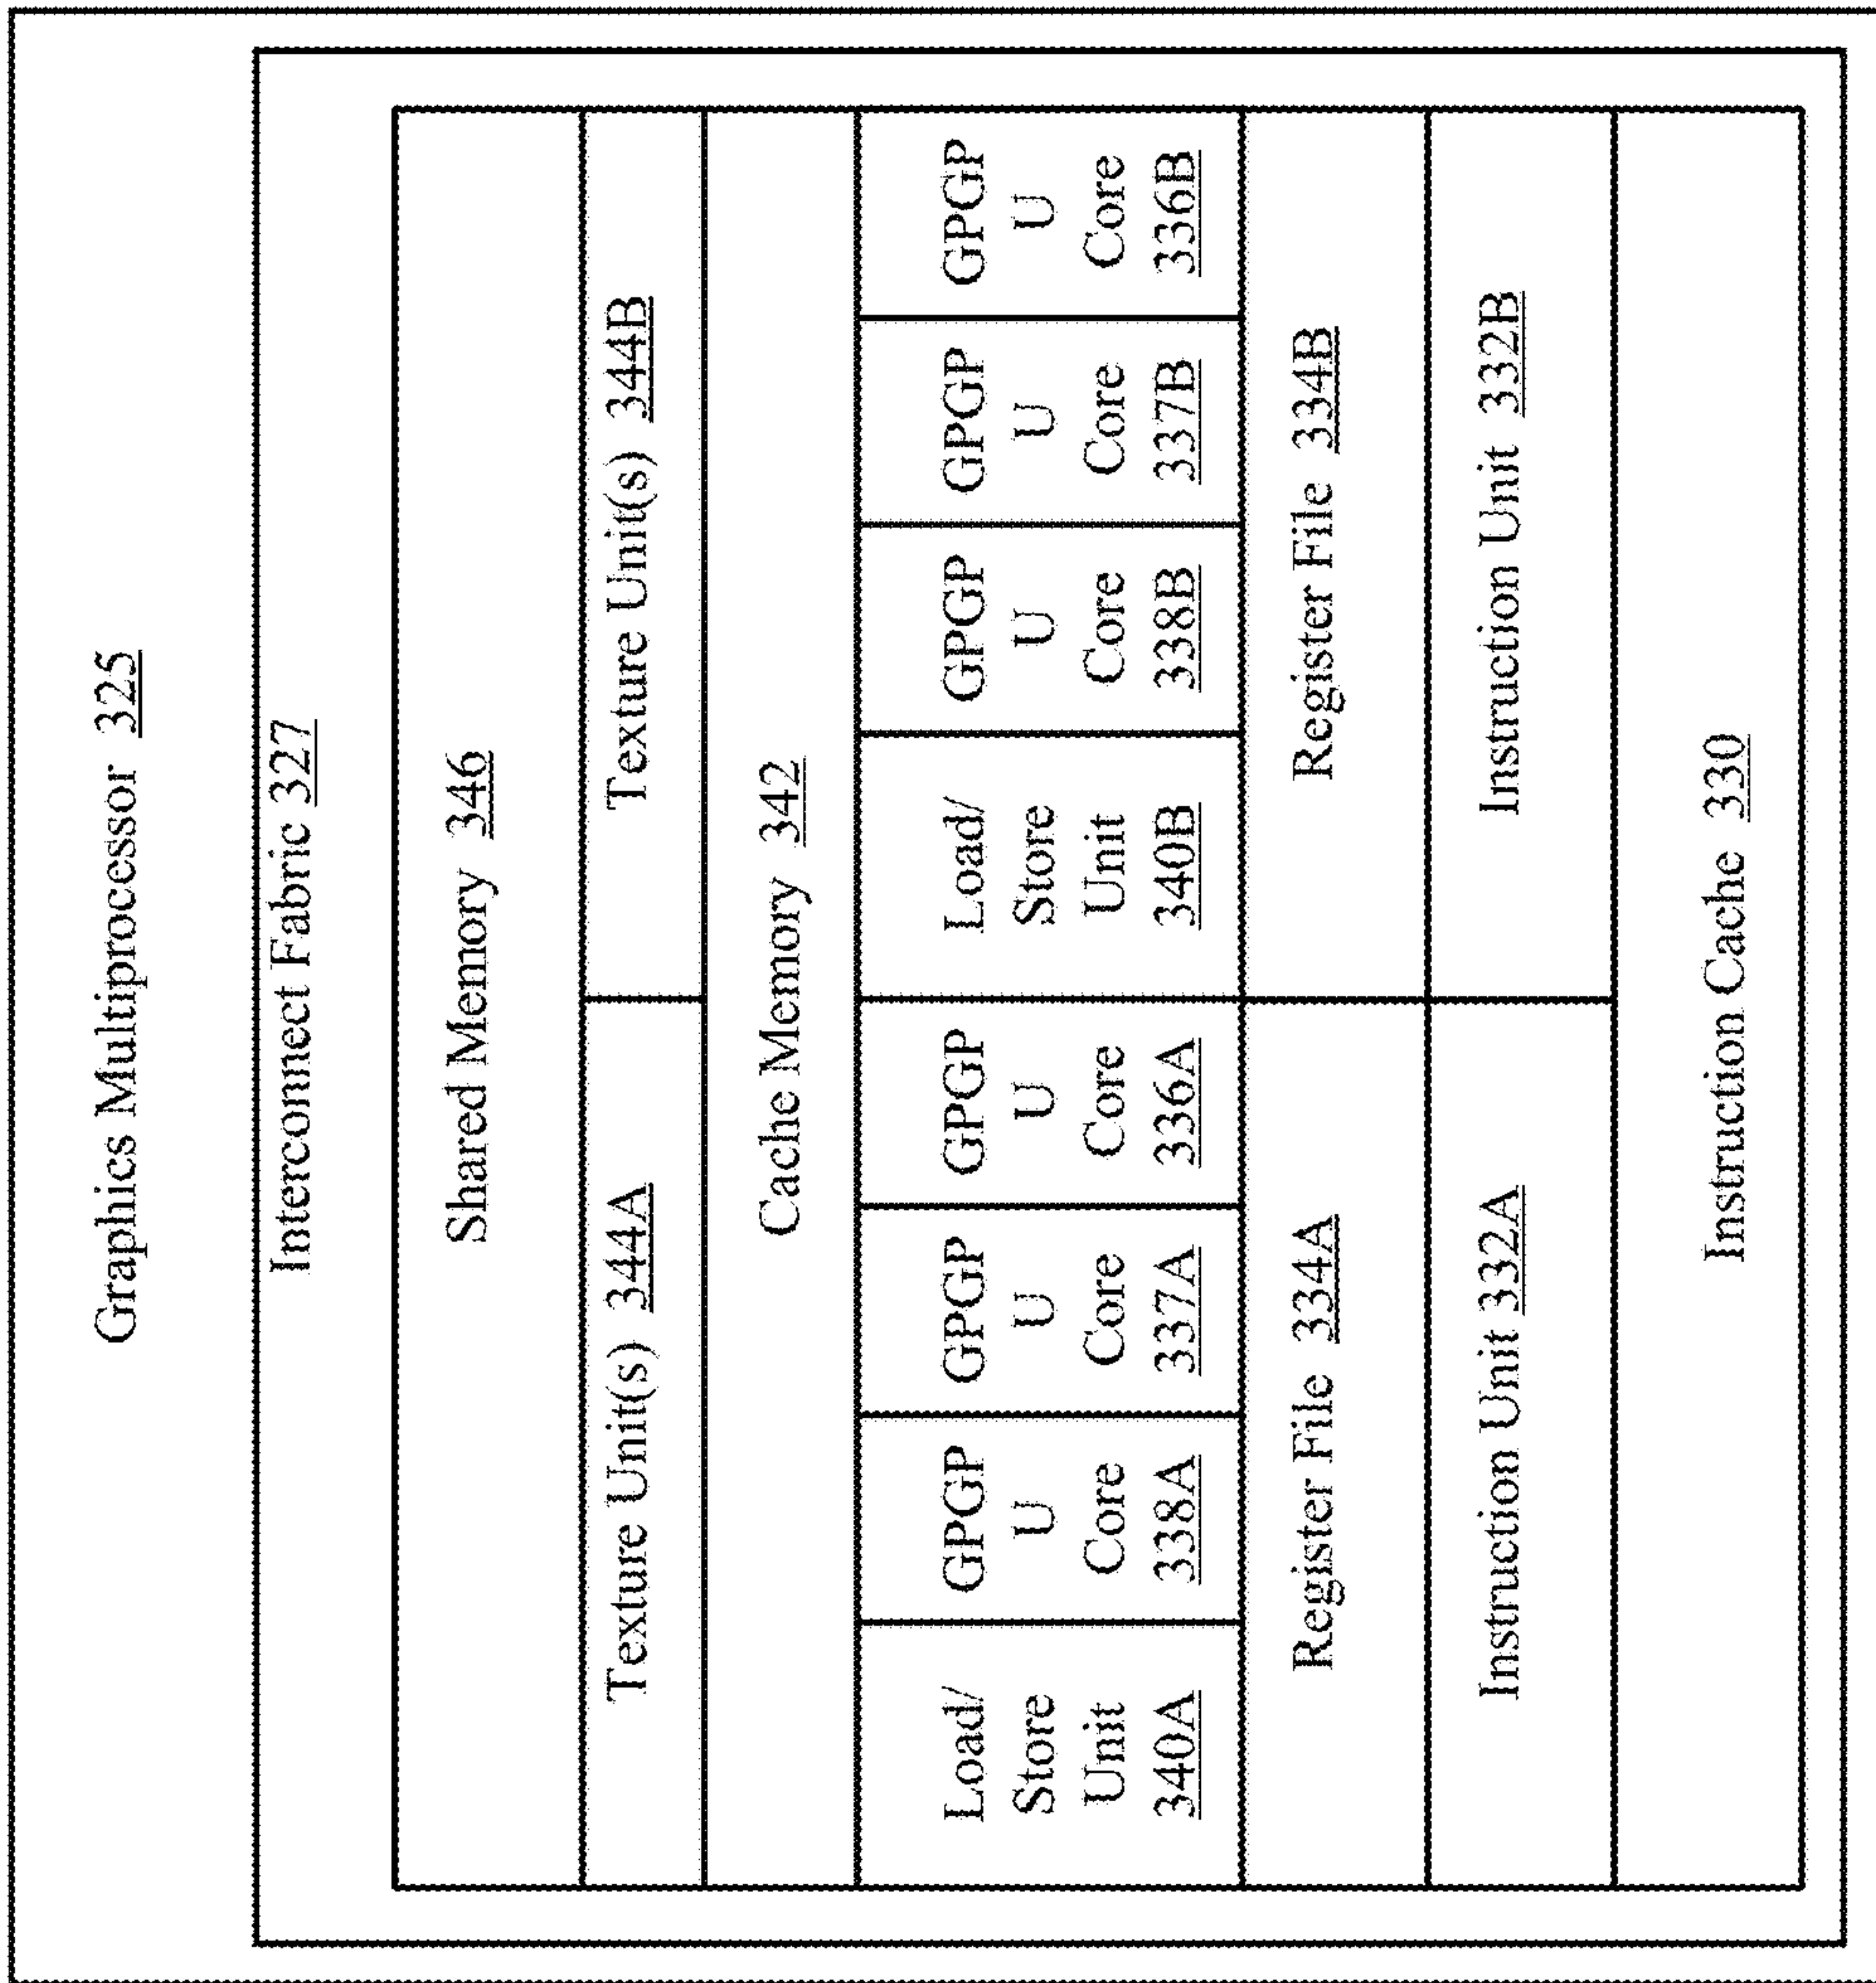 Graphics Multiprocessor 325
Interconnect Fabric 327
Shared Memory 346
Texture Unit(s) 344A
Texture Unit(s) 344B
Cache Memory 342
Load/
Store
Unit
340A
GPGP
U
Core
338A
GPGP
U
Core
337A
GPGP
U
Core
336A
Load/
Store
Unit
340B
GPGP
U
Core
338B
GPGP
U
Core
337B
GPGP
U
Core
336B
Register File 334A
Register File 334B
Instruction Unit 332A
Instruction Unit 332B
Instruction Cache 330